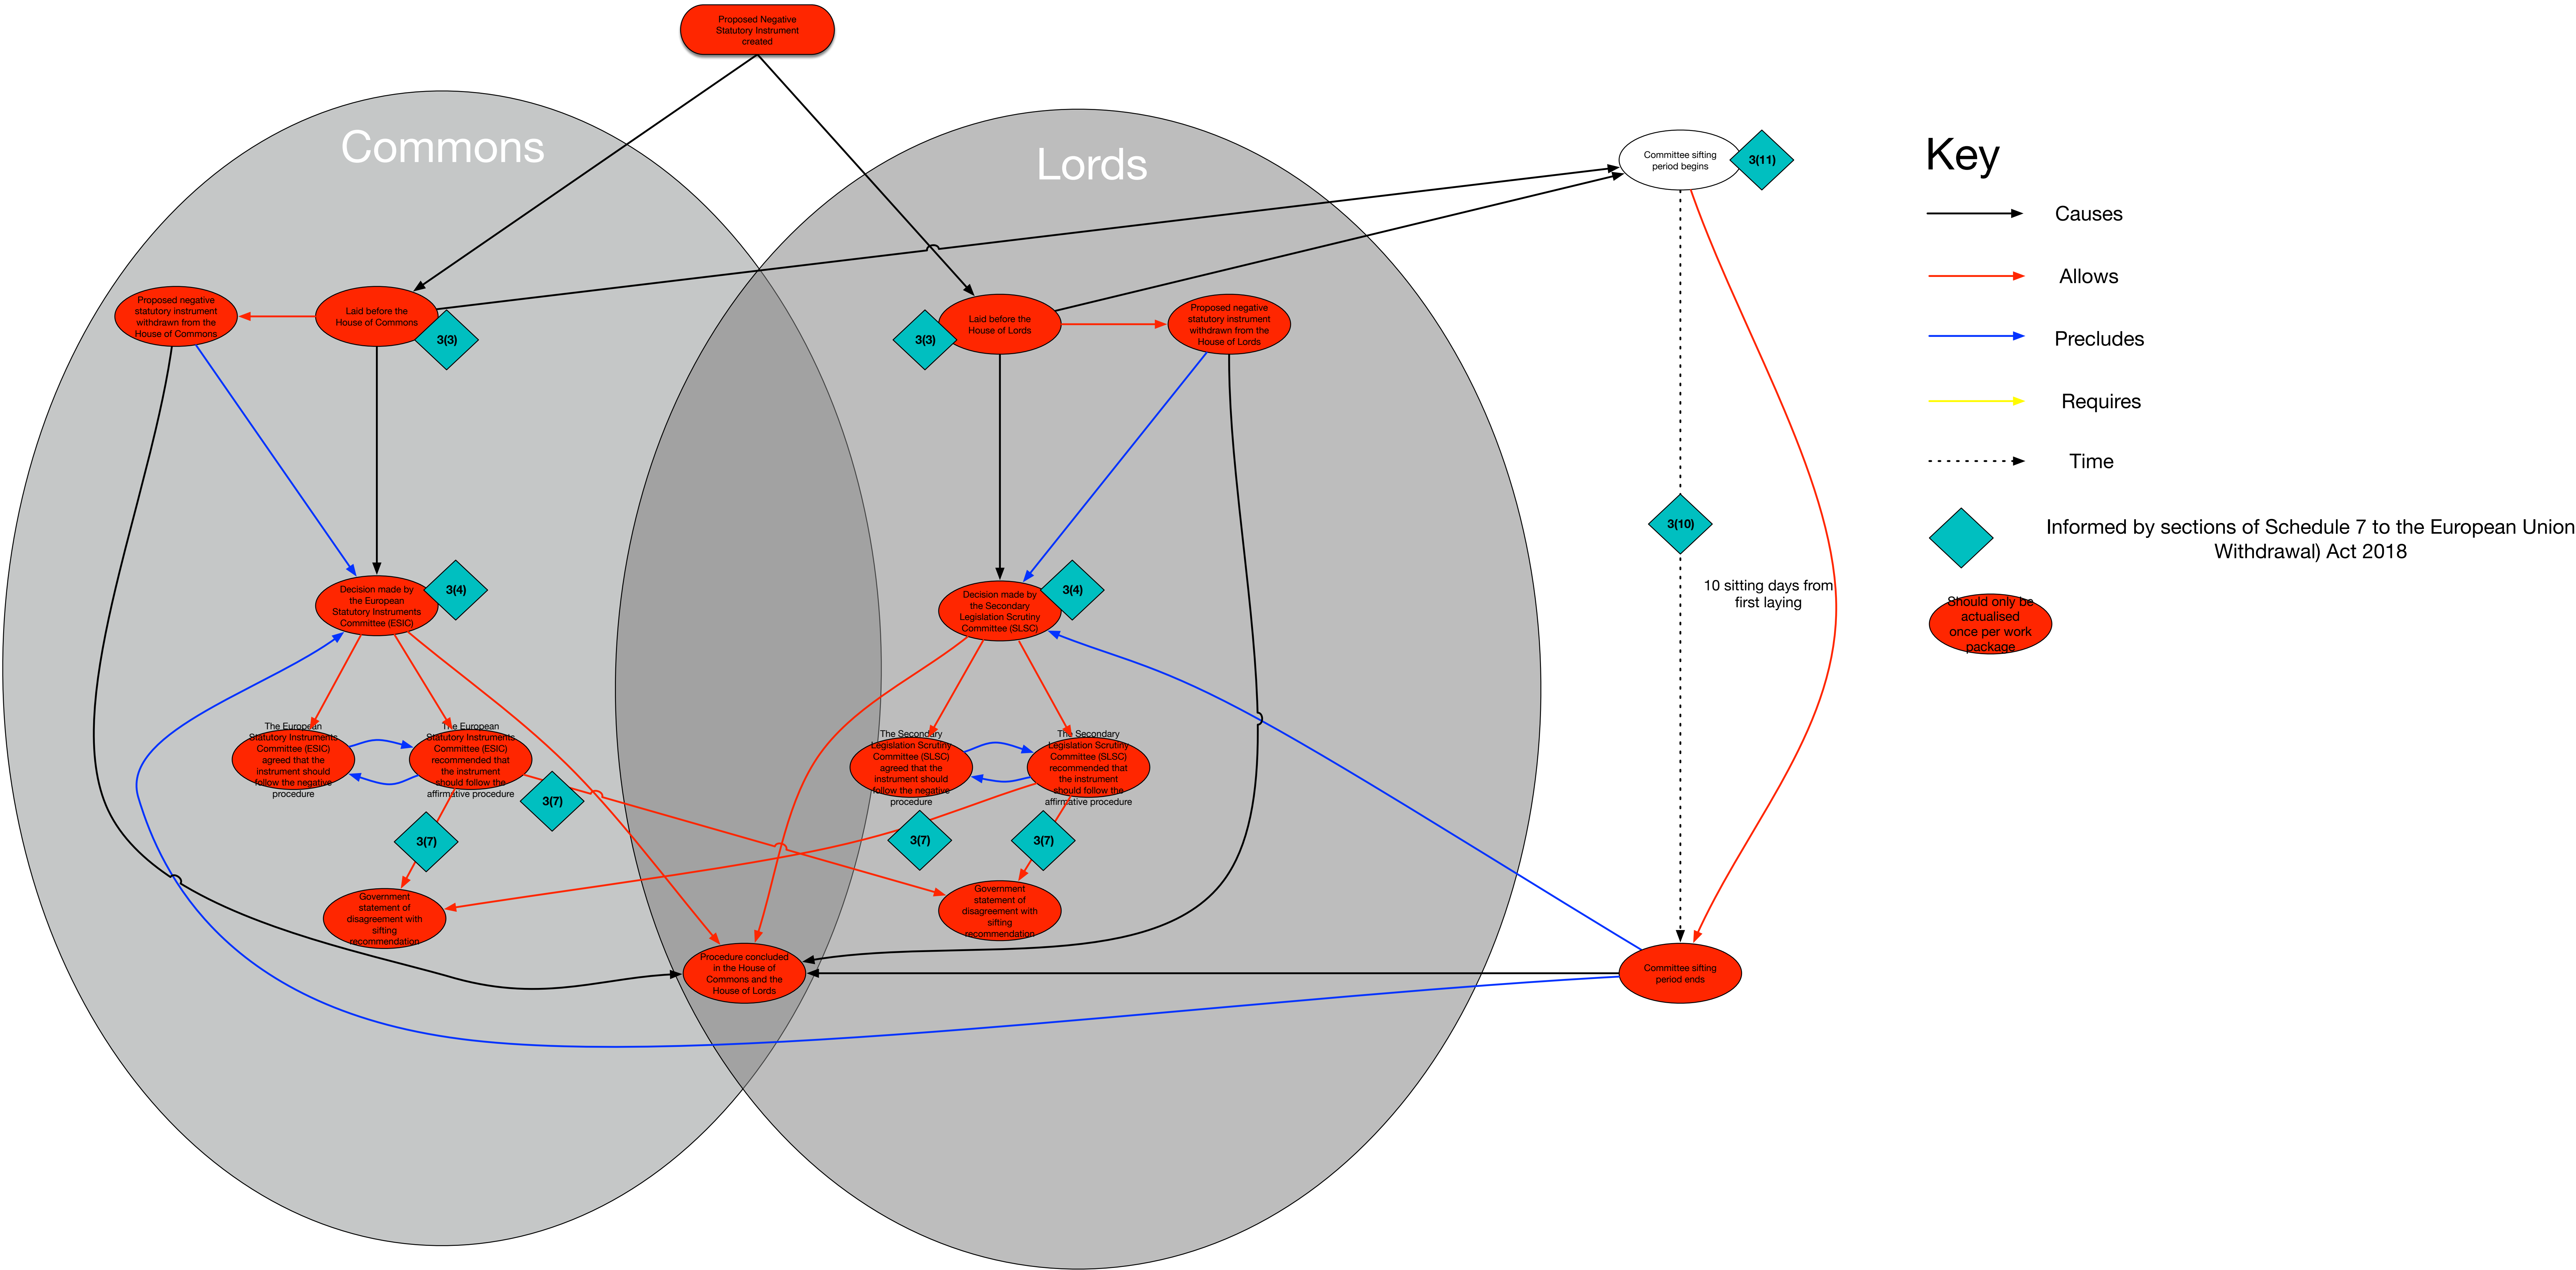 Proposed Negative
Statutory Instrument
created
Commons
Lords
Committee sifting
period begins
3(11)
Key
Causes
Allows
Precludes
Requires
Time
Informed by sections of Schedule 7 to the European Union
Withdrawal) Act 2018
Should only be
actualised
once per work
package
Proposed negative
statutory instrument
withdrawn from the
House of Commons
Laid before the
House of Commons
3(3)
3(3)
Laid before the
House of Lords
Proposed negative
statutory instrument
withdrawn from the
House of Lords
3(10)
10 sitting days from
first laying
Decision made by
the European
Statutory Instruments
Committee (ESIC)
3(4)
Decision made by
the Secondary
Legislation Scrutiny
Committee (SLSC)
3(4)
The European
Statutory Instruments
Committee (ESIC)
agreed that the
instrument should
follow the negative
procedure
The European
Statutory Instruments
Committee (ESIC)
recommended that
the instrument
should follow the
affirmative procedure
3(7)
3(7)
The Secondary
Legislation Scrutiny
Committee (SLSC)
agreed that the
instrument should
follow the negative
procedure
The Secondary
Legislation Scrutiny
Committee (SLSC)
recommended that
the instrument
should follow the
affirmative procedure
3(7)
3(7)
Government
statement of
disagreement with
sifting
recommendation
Government
statement of
disagreement with
sifting
recommendation
Procedure concluded
in the House of
Commons and the
House of Lords
Committee sifting
period ends